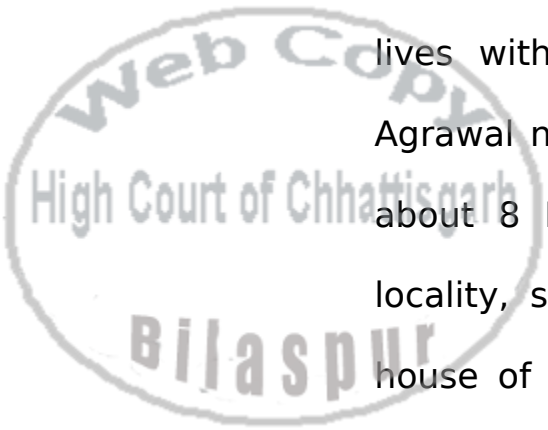 Web Copy
High Court of Chhattisgarh
Bilaspur
lives with
Agrawal
about 8
locality,
house of